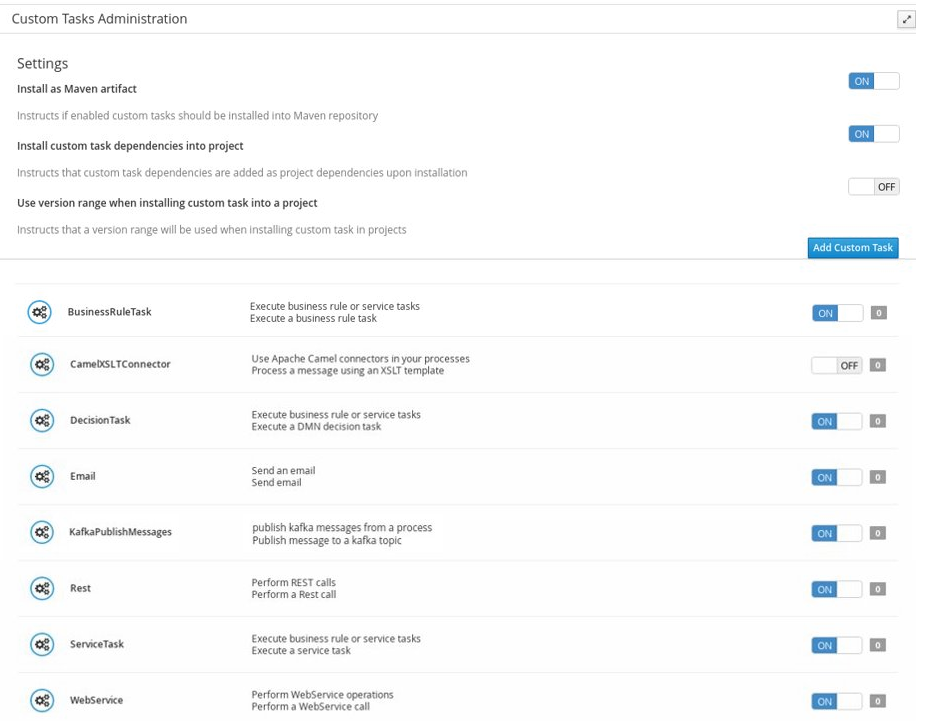 Custom Tasks Administration
Settings
Install as Maven artifact
ON
Instructs if enabled custom tasks should be installed into Maven repository
Install custom task dependencies into project
ON
Instructs that custom task dependencies are added as project dependencies upon installation
Use version range when installing custom task into a project
OFF
Instructs that a version range will be used when installing custom task in projects
Add Custom Task
BusinessRuleTask
Execute business rule or service tasks
Execute a business rule task
ON 0
CamelXSLTConnector
Use Apache Camel connectors in your processes
Process a message using an XSLT template
OFF 0
DecisionTask
Execute business rule or service tasks
Execute a DMN decision task
ON 0
Email
Send an email
Send email
ON 0
KafkaPublishMessages
publish kafka messages from a process
Publish message to a kafka topic
ON 0
Rest
Perform REST calls
Perform a Rest call
ON 0
ServiceTask
Execute business rule or service tasks
Execute a service task
ON 0
WebService
Perform WebService operations
Perform a WebService call
ON 0